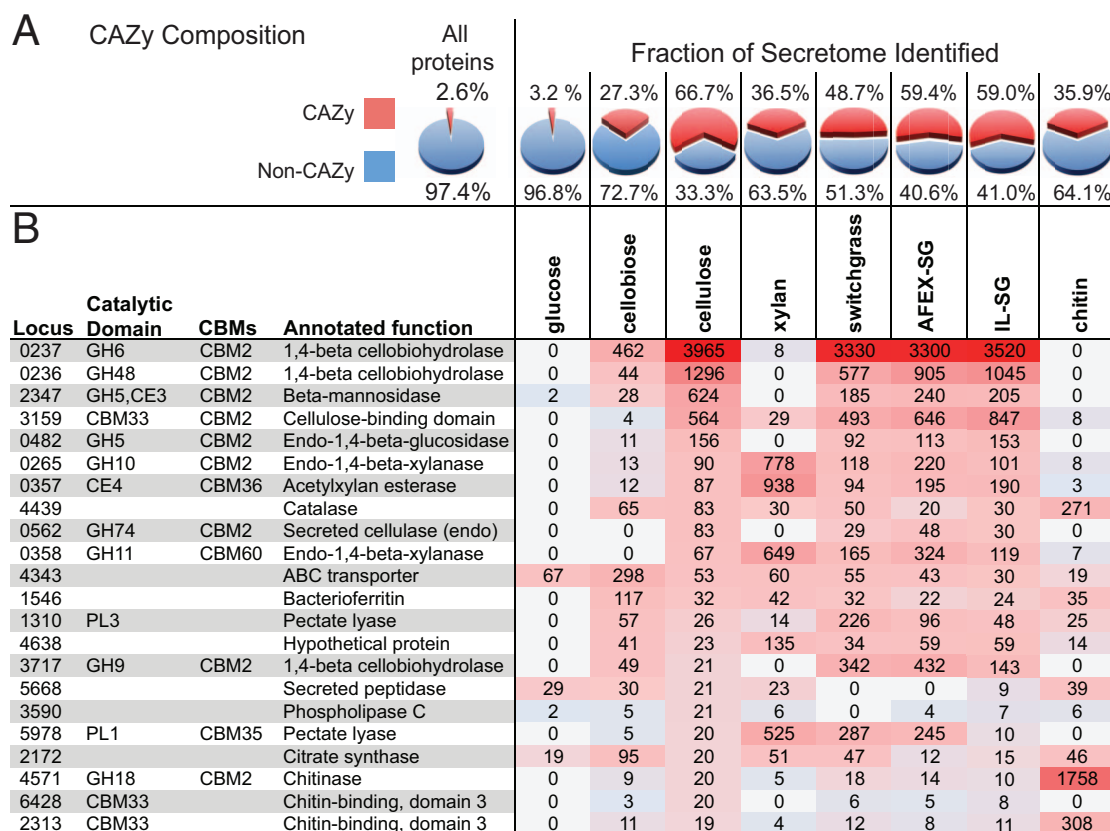 A CAZy Composition
All proteins
Fraction of Secretome Identified
2.6% 3.2 % 27.3% 66.7% 36.5% 48.7% 59.4% 59.0% 35.9%
CAZy
Non-CAZy
97.4% 96.8% 72.7% 33.3% 63.5% 51.3% 40.6% 41.0% 64.1%
B
Locus Catalytic Domain CBMs Annotated function glucose cellobiose cellulose xylan switchgrass AFEX-SG IL-SG chitin
0237 GH6 CBM2 1,4-beta cellobiohydrolase 0 462 3965 8 3330 3300 3520 0
0236 GH48 CBM2 1,4-beta cellobiohydrolase 0 44 1296 0 577 905 1045 0
2347 GH5,CE3 CBM2 Beta-mannosidase 2 28 624 0 185 240 205 0
3159 CBM33 CBM2 Cellulose-binding domain 0 4 564 29 493 646 847 8
0482 GH5 CBM2 Endo-1,4-beta-glucosidase 0 11 156 0 92 113 153 0
0265 GH10 CBM2 Endo-1,4-beta-xylanase 0 13 90 778 118 220 101 8
0357 CE4 CBM36 Acetylxylan esterase 0 12 87 938 94 195 190 3
4439 Catalase 0 65 83 30 50 20 30 271
0562 GH74 CBM2 Secreted cellulase (endo) 0 0 83 0 29 48 30 0
0358 GH11 CBM60 Endo-1,4-beta-xylanase 0 0 67 649 165 324 119 7
4343 ABC transporter 67 298 53 60 55 43 30 19
1546 Bacterioferritin 0 117 32 42 32 22 24 35
1310 PL3 Pectate lyase 0 57 26 14 226 96 48 25
4638 Hypothetical protein 0 41 23 135 34 59 59 14
3717 GH9 CBM2 1,4-beta cellobiohydrolase 0 49 21 0 342 432 143 0
5668 Secreted peptidase 29 30 21 23 0 0 9 39
3590 Phospholipase C 2 5 21 6 0 4 7 6
5978 PL1 CBM35 Pectate lyase 0 5 20 525 287 245 10 0
2172 Citrate synthase 19 95 20 51 47 12 15 46
4571 GH18 CBM2 Chitinase 0 9 20 5 18 14 10 1758
6428 CBM33 Chitin-binding, domain 3 0 3 20 0 6 5 8 0
2313 CBM33 Chitin-binding, domain 3 0 11 19 4 12 8 11 308